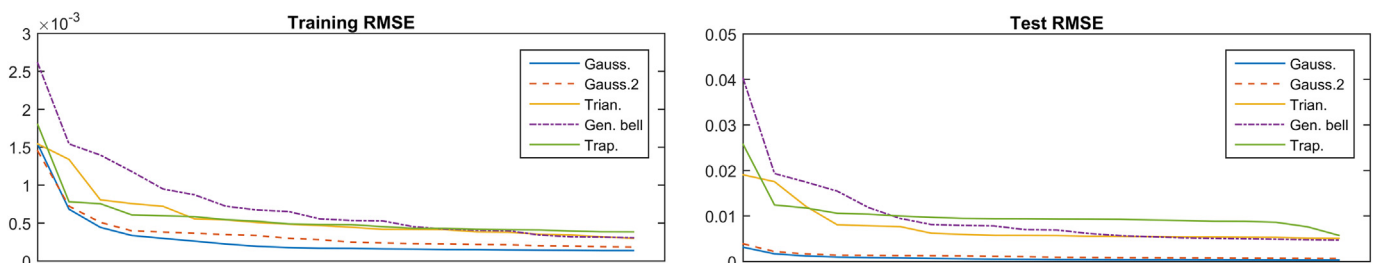 Training RMSE
×10-3
3
2.5
2
1.5
1
0.5
0
Gauss.
Gauss.2
Trian.
Gen. bell
Trap.
Test RMSE
0.05
0.04
0.03
0.02
0.01
0
Gauss.
Gauss.2
Trian.
Gen. bell
Trap.